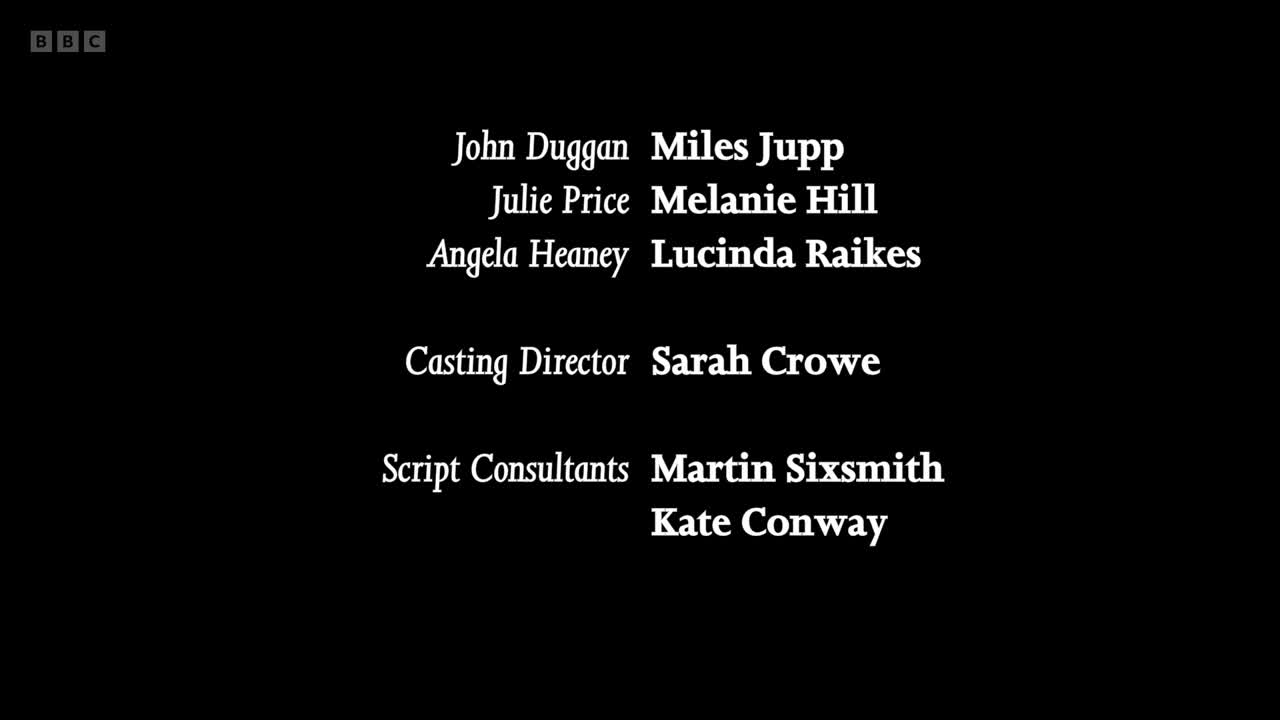 BBC
John Duggan Miles Jupp
Julie Price Melanie Hill
Angela Heaney Lucinda Raikes
Casting Director Sarah Crowe
Script Consultants Martin Sixsmith
Kate Conway